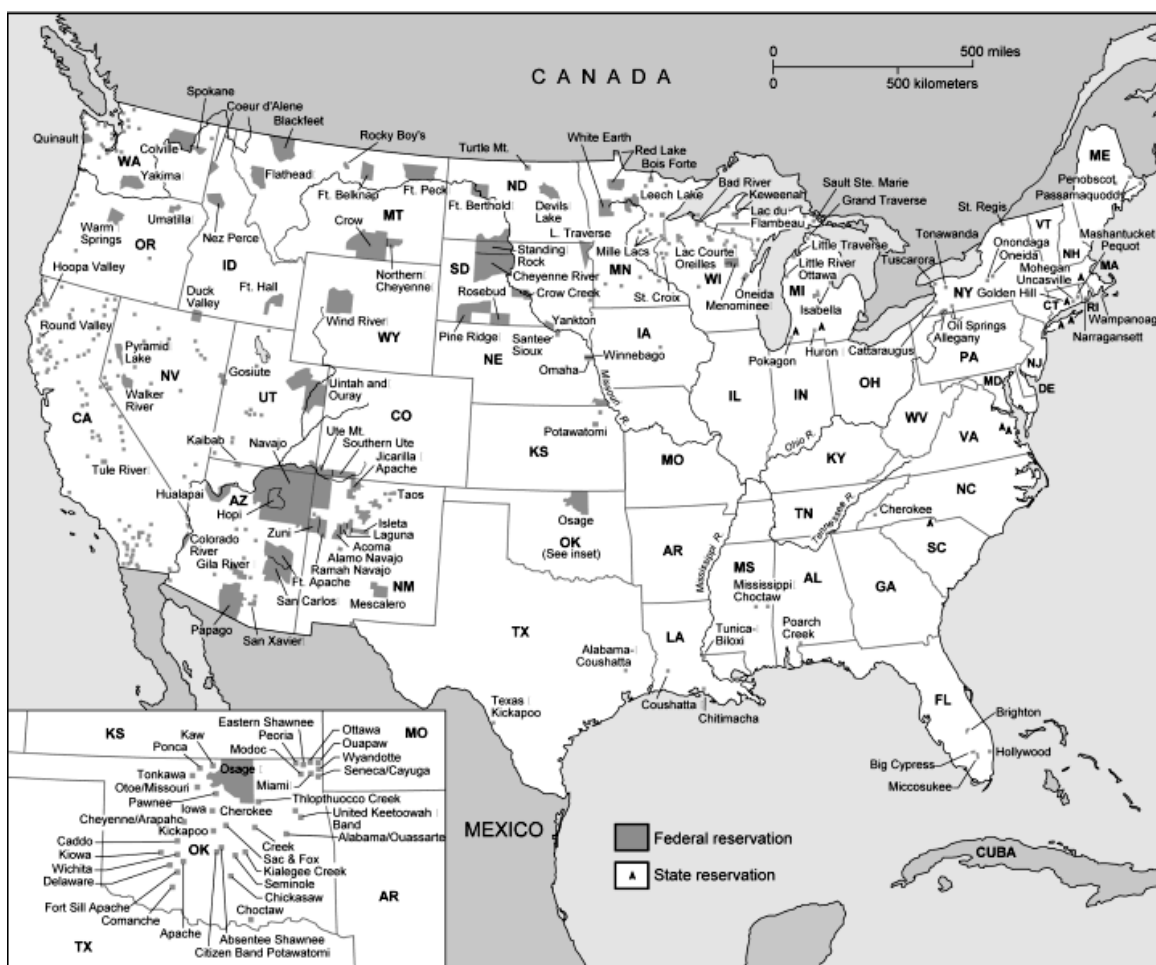 0 500 miles
0 500 kilometers
CANADA
Spokane
Coeur d'Alene
Blackfeet
Quinault
Rocky Boy's
Turtle Mt.
White Earth
Red Lake
Bois Forte
WA
Colville
Yakima
Flathead
Ft. Belknap
Ft. Peck
ND
Ft. Berthold
Devils
Lake
Leech Lake
Bad River
Keweenah
Sault Ste. Marie
Grand Traverse
Lac du
Flambeau
ME
Penobscot
Passamaquoddy
St. Regis
VT
MT
Crow
Umatilla
Warm
Springs
OR
Nez Perce
L. Traverse
Mille Lacs
MN
Lac Courte
Oreilles
WI
Little Traverse
Little River
Ottawa
Tonawanda
Tuscarora
Onondaga
Oneida
NH
Mashantucket
Pequot
MA
Mohegan
Uncasville
Hoopa Valley
ID
Northern
Cheyenne
SD
Standing
Rock
Cheyenne River
Crow Creek
Rosebud
St. Croix
Menominee
Oneida
MI
Isabella
NY
Golden Hill
CT
RI
Wampanoag
Narragansett
Duck
Valley
Ft. Hall
Round Valley
Wind River
WY
Pine Ridge
Yankton
Santee
Sioux
NE
IA
Winnebago
Omaha
Pokagon
Huron
Cattaraugus
Oil Springs
Allegany
PA
NJ
Pyramid
Lake
NV
Walker
River
Gosiute
UT
Uintah and
Ouray
Missouri R.
IL
IN
OH
MD
DE
WV
VA
CA
CO
Kaibab
Navajo
Ute Mt.
Southern Ute
Jicarilla
Apache
Potawatomi
KS
MO
Ohio R.
KY
Tule River
Hualapai
AZ
Hopi
Taos
Zuni
Isleta
Laguna
Acoma
Alamo Navajo
Ramah Navajo
Osage
OK
(See inset)
TN
Tennessee R.
NC
Cherokee
SC
Colorado
River
Gila River
Ft. Apache
San Carlos
NM
Mescalero
AR
Mississippi R.
MS
Mississippi
Choctaw
AL
GA
Papago
San Xavier
TX
LA
Tunica-
Biloxi
Poarch
Creek
Alabama-
Coushatta
Texas
Kickapoo
Coushatta
Chitimacha
FL
Brighton
Hollywood
Big Cypress
Miccosukee
MEXICO
CUBA
Federal reservation
State reservation
KS
MO
Eastern Shawnee
Peoria
Modoc
Kaw
Ponca
Ottawa
Ouapaw
Wyandotte
Seneca/Cayuga
Osage
Miami
Tonkawa
Otoe/Missouri
Pawnee
Iowa
Cherokee
Thlopthuocco Creek
United Keetoowah
Band
Alabama/Ouassarte
Cheyenne/Arapaho
Kickapoo
Caddo
Kiowa
OK
Wichita
Delaware
Creek
Sac & Fox
Kialegee Creek
Seminole
Chickasaw
Choctaw
Fort Sill Apache
Comanche
Apache
Absentee Shawnee
Citizen Band Potawatomi
AR
TX